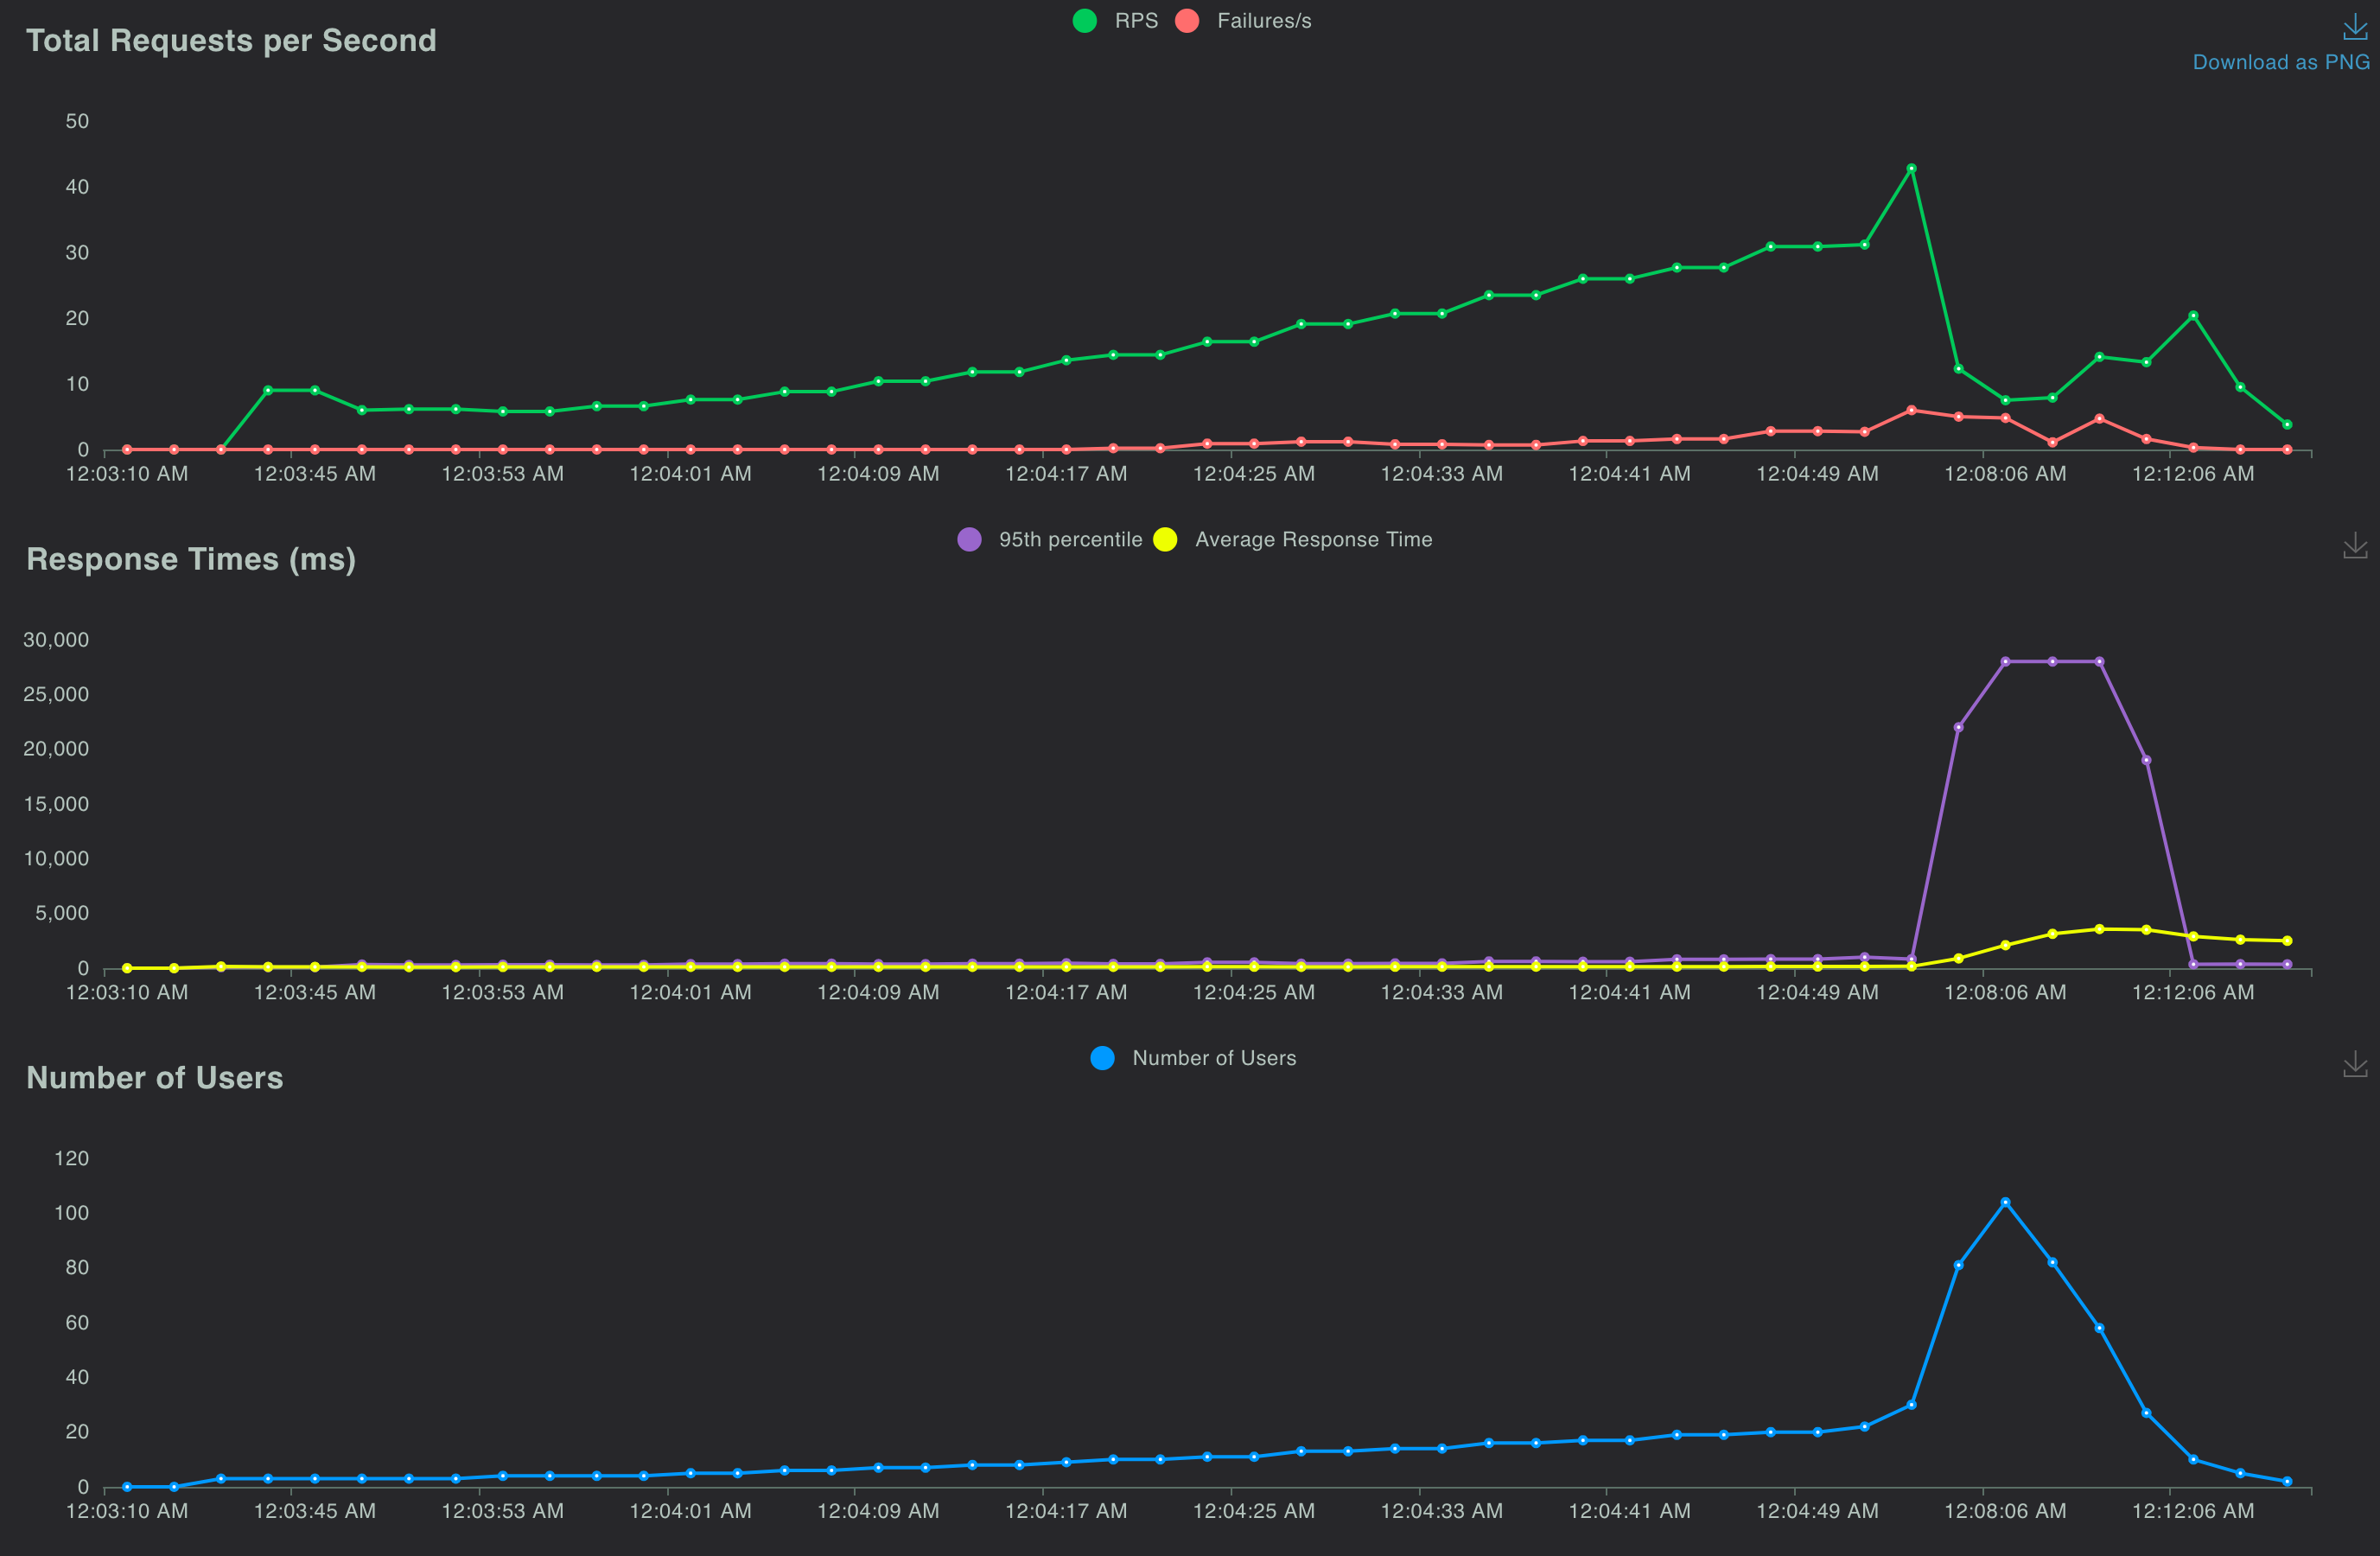 RPS Failures/s
Total Requests per Second
Download as PNG
50
40
30
20
10
0
12:03:10 AM 12:03:45 AM 12:03:53 AM 12:04:01 AM 12:04:09 AM 12:04:17 AM 12:04:25 AM 12:04:33 AM 12:04:41 AM 12:04:49 AM 12:08:06 AM 12:12:06 AM
95th percentile Average Response Time
Response Times (ms)
30,000
25,000
20,000
15,000
10,000
5,000
0
12:03:10 AM 12:03:45 AM 12:03:53 AM 12:04:01 AM 12:04:09 AM 12:04:17 AM 12:04:25 AM 12:04:33 AM 12:04:41 AM 12:04:49 AM 12:08:06 AM 12:12:06 AM
Number of Users
Number of Users
120
100
80
60
40
20
0
12:03:10 AM 12:03:45 AM 12:03:53 AM 12:04:01 AM 12:04:09 AM 12:04:17 AM 12:04:25 AM 12:04:33 AM 12:04:41 AM 12:04:49 AM 12:08:06 AM 12:12:06 AM